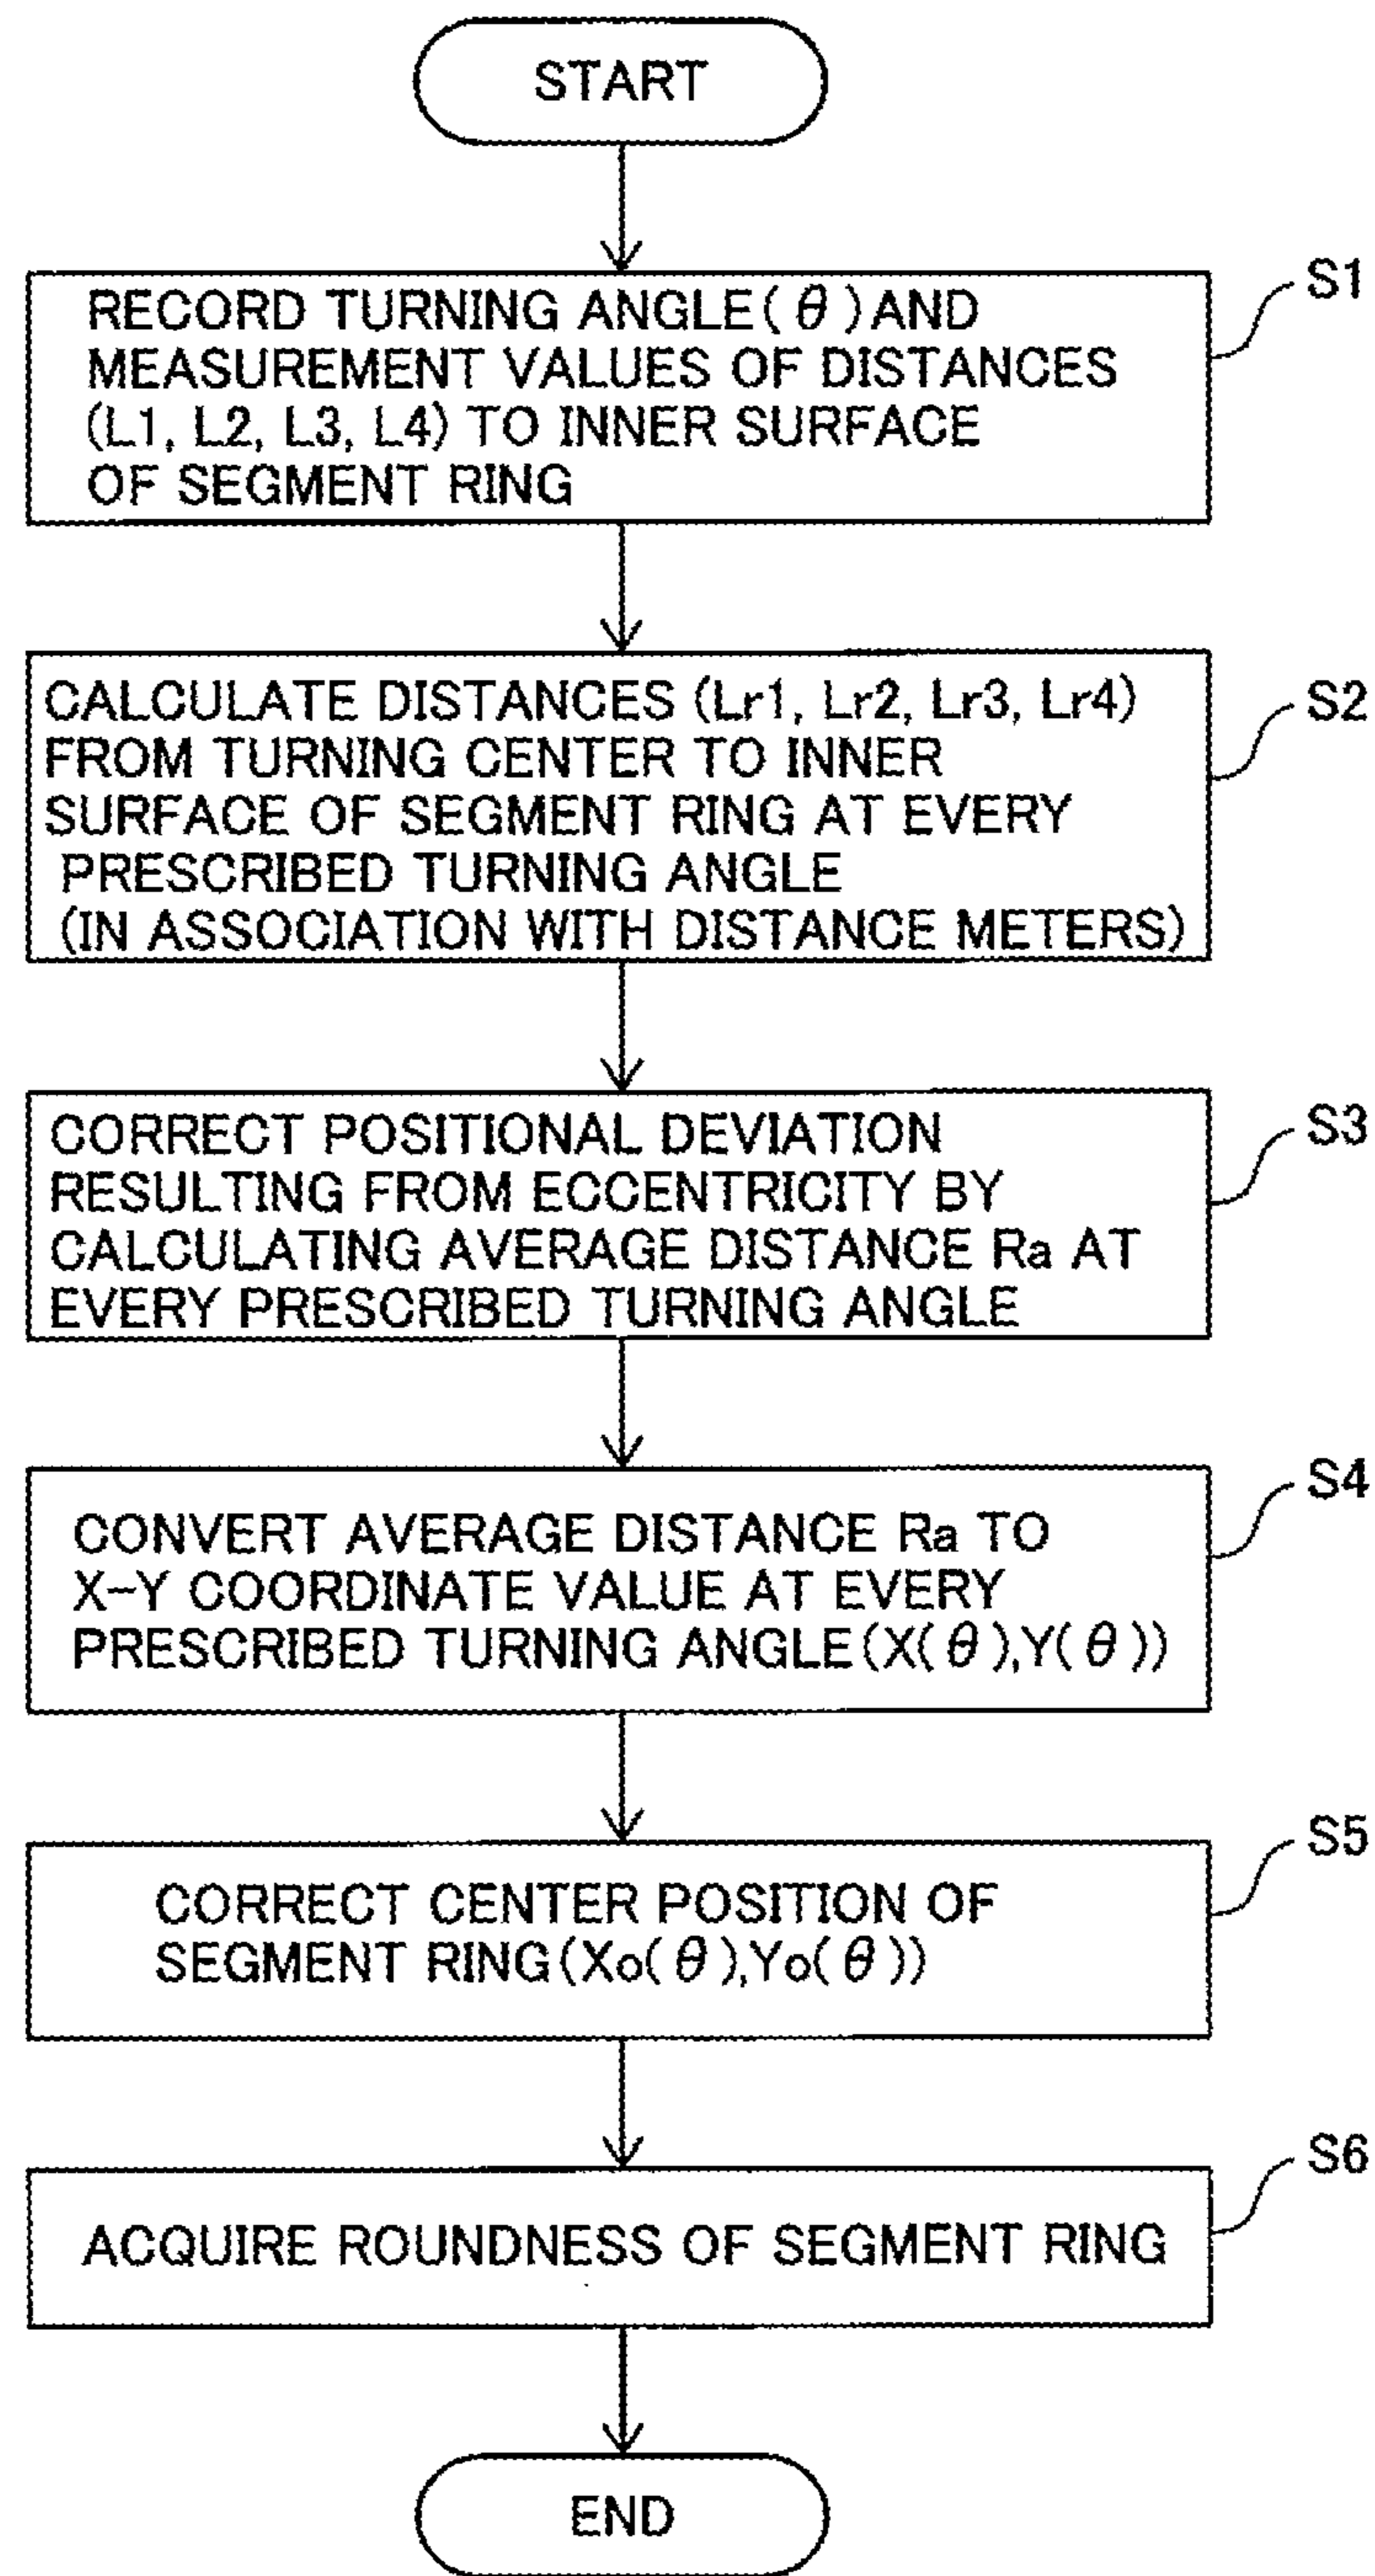 START
S1
RECORD TURNING ANGLE(θ)AND
MEASUREMENT VALUES OF DISTANCES
(L1, L2, L3, L4) TO INNER SURFACE
OF SEGMENT RING
S2
CALCULATE DISTANCES (Lr1, Lr2, Lr3, Lr4)
FROM TURNING CENTER TO INNER
SURFACE OF SEGMENT RING AT EVERY
PRESCRIBED TURNING ANGLE
(IN ASSOCIATION WITH DISTANCE METERS)
S3
CORRECT POSITIONAL DEVIATION
RESULTING FROM ECCENTRICITY BY
CALCULATING AVERAGE DISTANCE Ra AT
EVERY PRESCRIBED TURNING ANGLE
S4
CONVERT AVERAGE DISTANCE Ra TO
X-Y COORDINATE VALUE AT EVERY
PRESCRIBED TURNING ANGLE(X(θ),Y(θ))
S5
CORRECT CENTER POSITION OF
SEGMENT RING(Xo(θ),Yo(θ))
S6
ACQUIRE ROUNDNESS OF SEGMENT RING
END